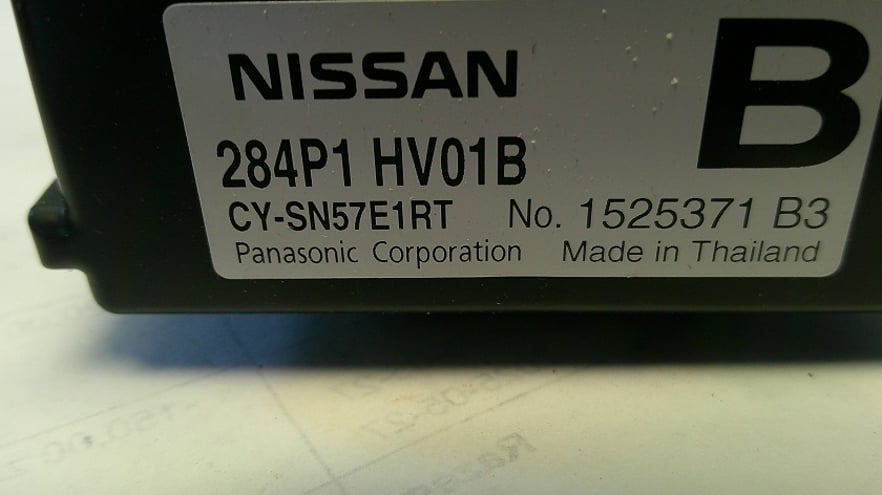 NISSAN
B
284P1 HV01B
CY-SN57E1RT No. 1525371 B3
Panasonic Corporation Made in Thailand